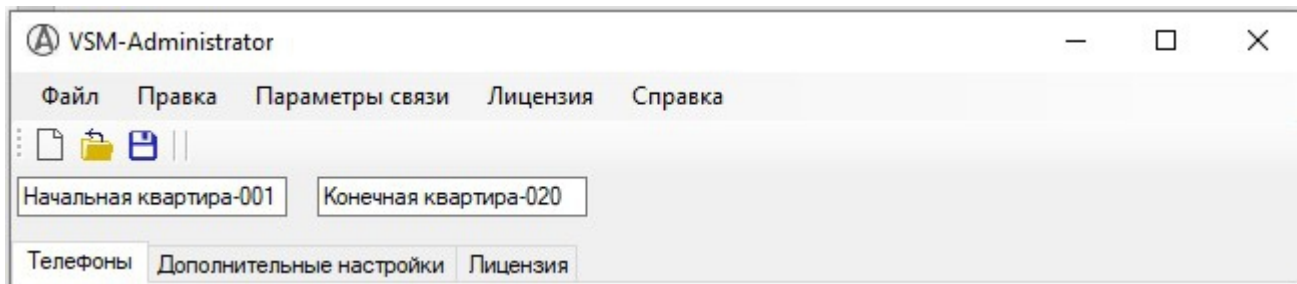 VSM-Administrator
Файл Правка Параметры связи Лицензия Справка
Начальная квартира-001 Конечная квартира-020
Телефоны Дополнительные настройки Лицензия